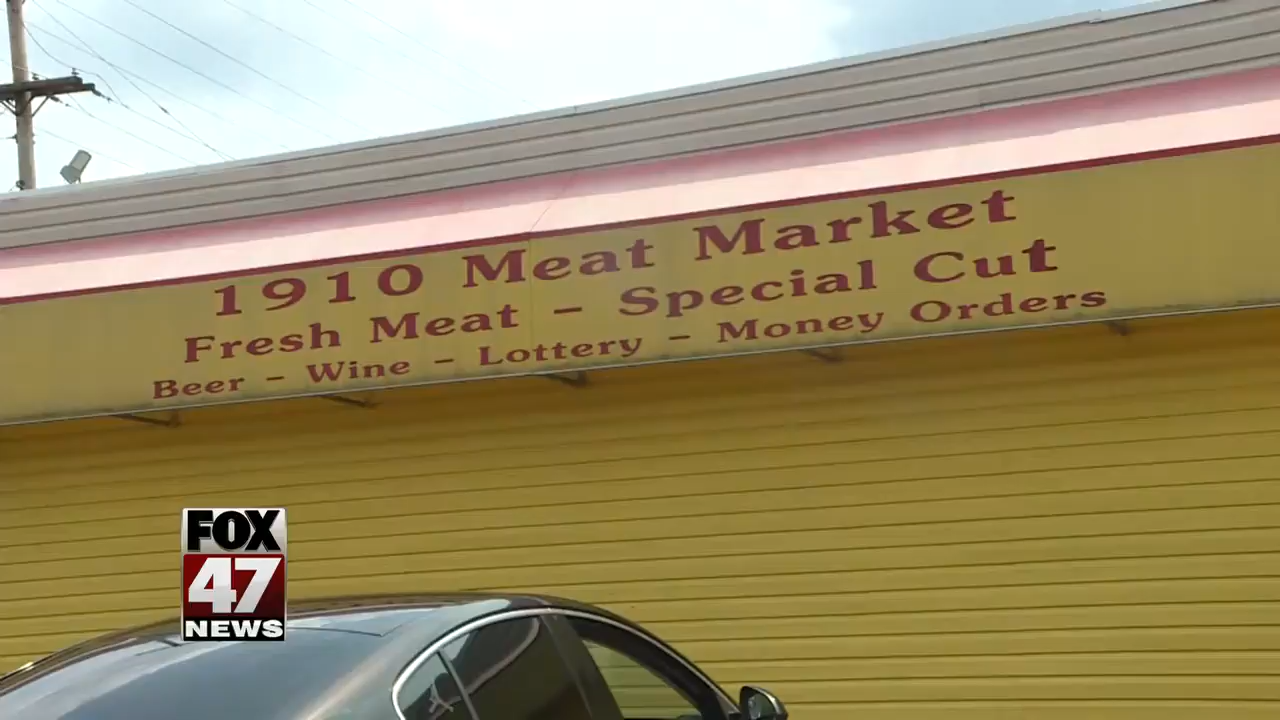 1910 Meat Market
Fresh Meat - Special Cut
Beer - Wine - Lottery - Money Orders
FOX
47
NEWS